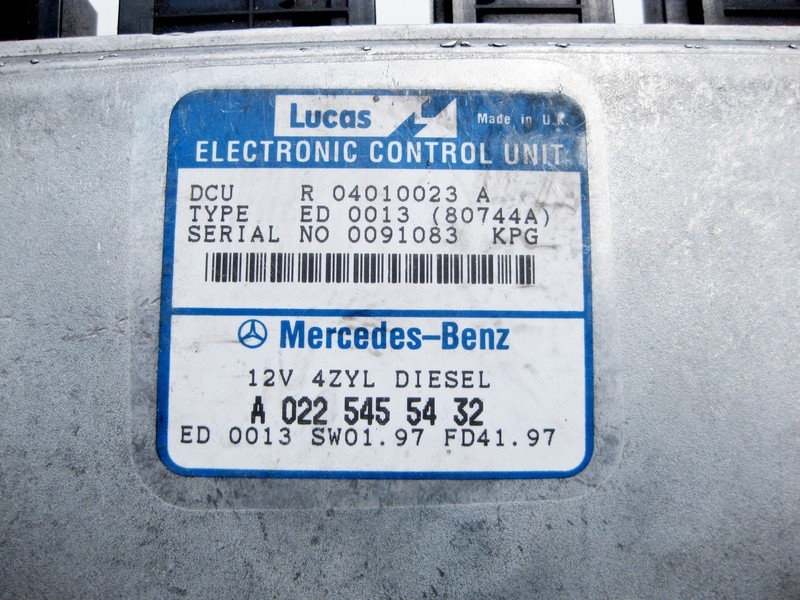 Lucas Made in U.K.
ELECTRONIC CONTROL UNIT
DCU R 04010023 A
TYPE ED 0013 (80744A)
SERIAL NO 0091083 KPG
Mercedes-Benz
12V 4ZYL DIESEL
A 022 545 54 32
ED 0013 SW01.97 FD41.97